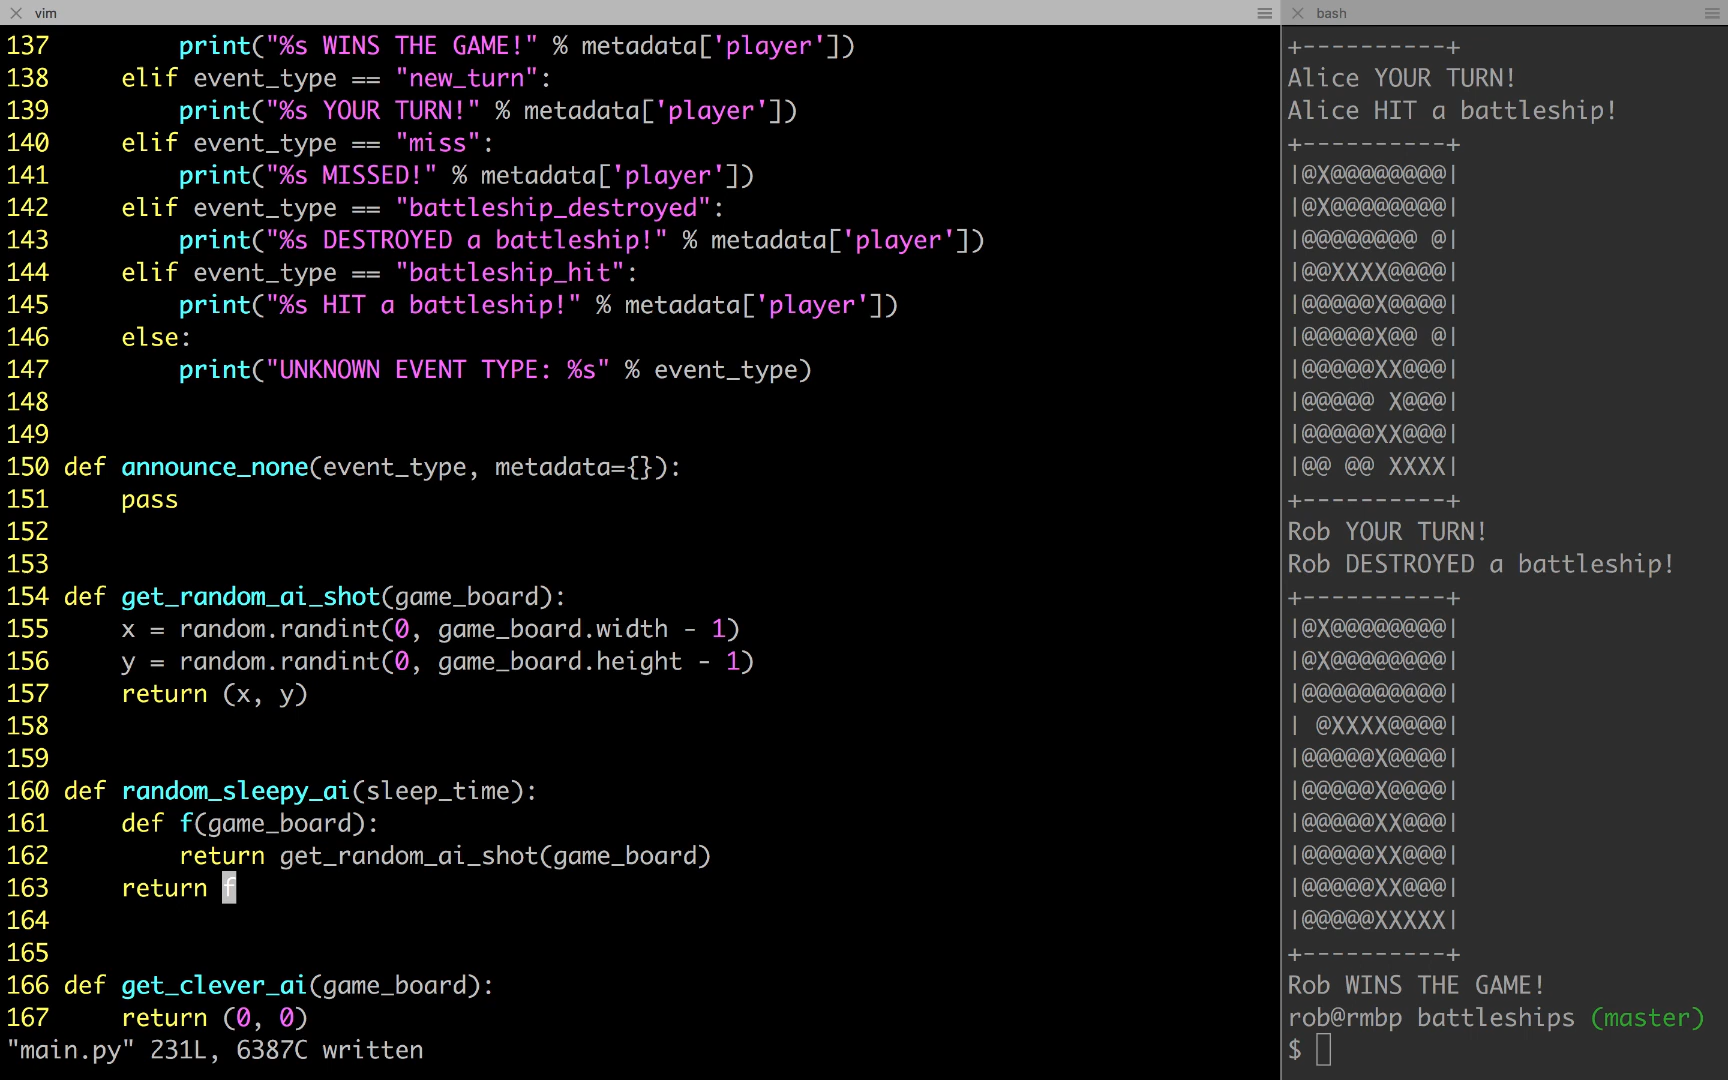 vim
137         print("%s WINS THE GAME!" % metadata['player'])
138     elif event_type == "new_turn":
139         print("%s YOUR TURN!" % metadata['player'])
140     elif event_type == "miss":
141         print("%s MISSED!" % metadata['player'])
142     elif event_type == "battleship_destroyed":
143         print("%s DESTROYED a battleship!" % metadata['player'])
144     elif event_type == "battleship_hit":
145         print("%s HIT a battleship!" % metadata['player'])
146     else:
147         print("UNKNOWN EVENT TYPE: %s" % event_type)
148
149
150 def announce_none(event_type, metadata={}):
151     pass
152
153
154 def get_random_ai_shot(game_board):
155     x = random.randint(0, game_board.width - 1)
156     y = random.randint(0, game_board.height - 1)
157     return (x, y)
158
159
160 def random_sleepy_ai(sleep_time):
161     def f(game_board):
162         return get_random_ai_shot(game_board)
163     return f
164
165
166 def get_clever_ai(game_board):
167     return (0, 0)
"main.py" 231L, 6387C written
bash
+----------+
Alice YOUR TURN!
Alice HIT a battleship!
+----------+
|@X@@@@@@@@|
|@X@@@@@@@@|
|@@@@@@@@ @|
|@@XXXX@@@@|
|@@@@@X@@@@|
|@@@@@X@@ @|
|@@@@@XX@@@|
|@@@@@ X@@@|
|@@@@@XX@@@|
|@@ @@ XXXX|
+----------+
Rob YOUR TURN!
Rob DESTROYED a battleship!
+----------+
|@X@@@@@@@@|
|@X@@@@@@@@|
|@@@@@@@@@@|
| @XXXX@@@@|
|@@@@@X@@@@|
|@@@@@X@@@@|
|@@@@@XX@@@|
|@@@@@XX@@@|
|@@@@@XX@@@|
|@@@@@XXXXX|
+----------+
Rob WINS THE GAME!
rob@rmbp battleships (master)
$